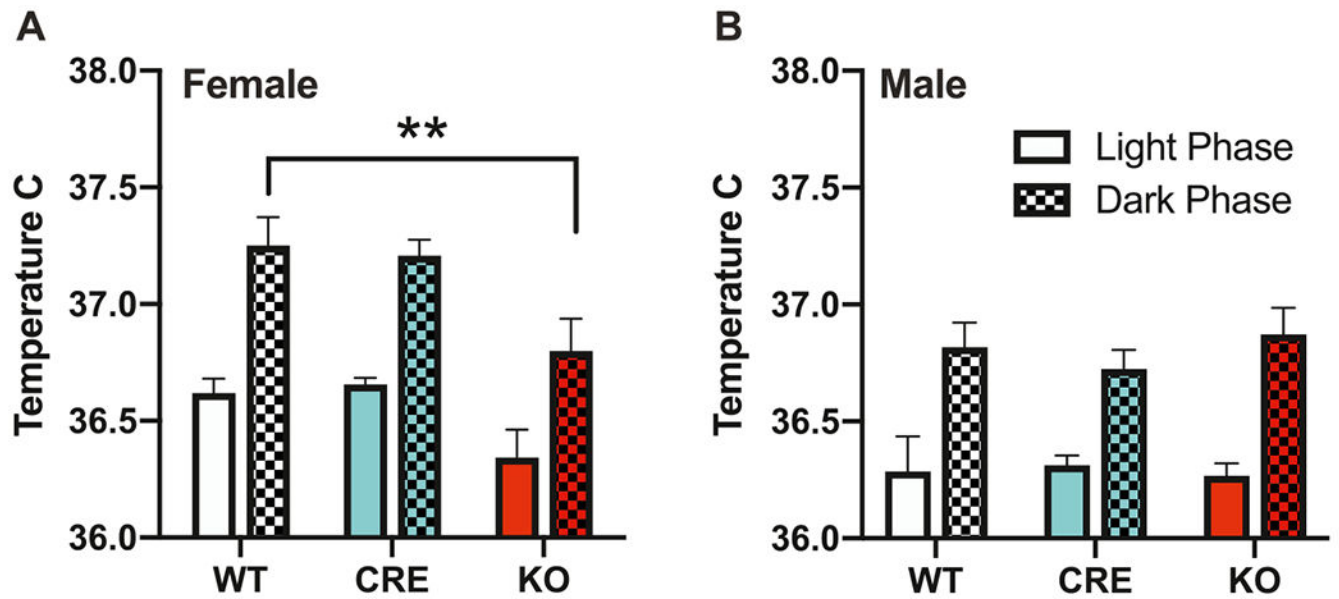 A
Female
**
38.0
37.5
37.0
36.5
36.0
Temperature C
WT CRE KO
B
Male
Light Phase
Dark Phase
38.0
37.5
37.0
36.5
36.0
Temperature C
WT CRE KO